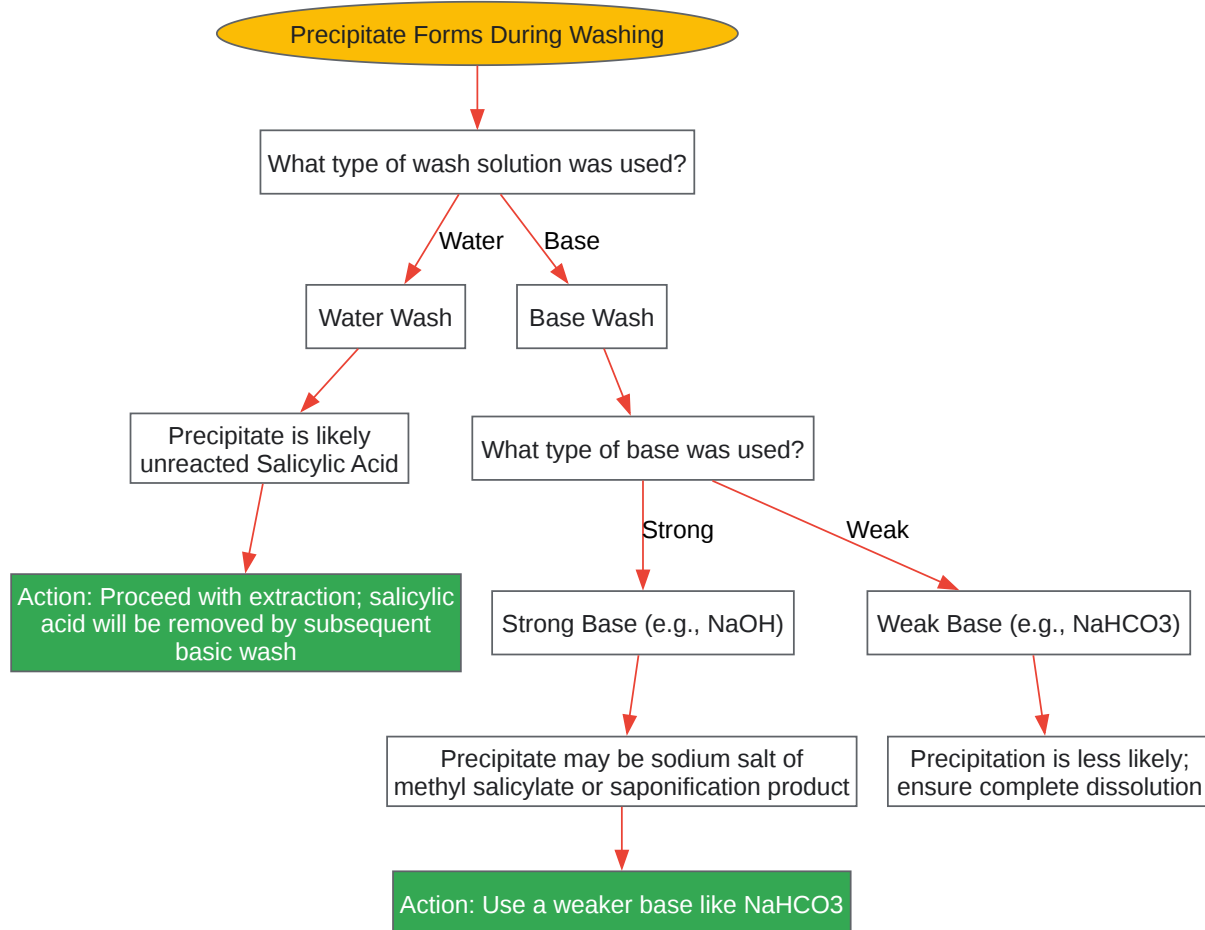 Precipitate Forms During Washing
What type of wash solution was used?
Water
Base
Water Wash
Base Wash
Precipitate is likely
unreacted Salicylic Acid
What type of base was used?
Strong
Weak
Action: Proceed with extraction; salicylic
acid will be removed by subsequent
basic wash
Strong Base (e.g., NaOH)
Weak Base (e.g., NaHCO3)
Precipitate may be sodium salt of
methyl salicylate or saponification product
Precipitation is less likely;
ensure complete dissolution
Action: Use a weaker base like NaHCO3